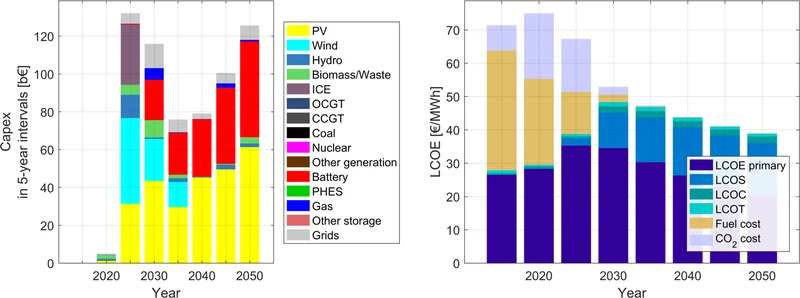 Capex
in 5-year intervals [b€]
120
100
80
60
40
20
0
2020
2030
2040
2050
Year
PV
Wind
Hydro
Biomass/Waste
ICE
OCGT
CCGT
Coal
Nuclear
Other generation
Battery
PHES
Gas
Other storage
Grids
LCOE [€/MWh]
70
60
50
40
30
20
10
0
2020
2030
2040
2050
Year
LCOE primary
LCOS
LCOC
LCOT
Fuel cost
CO₂ cost